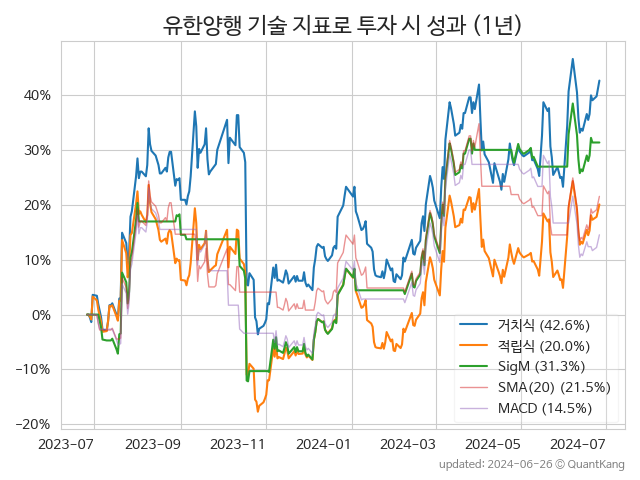 유한양행 기술 지표로 투자 시 성과 (1년)
40%
30%
20%
10%
0%
−10%
−20%
거치식 (42.6%)
적립식 (20.0%)
SigM (31.3%)
SMA(20) (21.5%)
MACD (14.5%)
2023-07
2023-09
2023-11
2024-01
2024-03
2024-05
2024-07
updated: 2024-06-26 ⓒ QuantKang